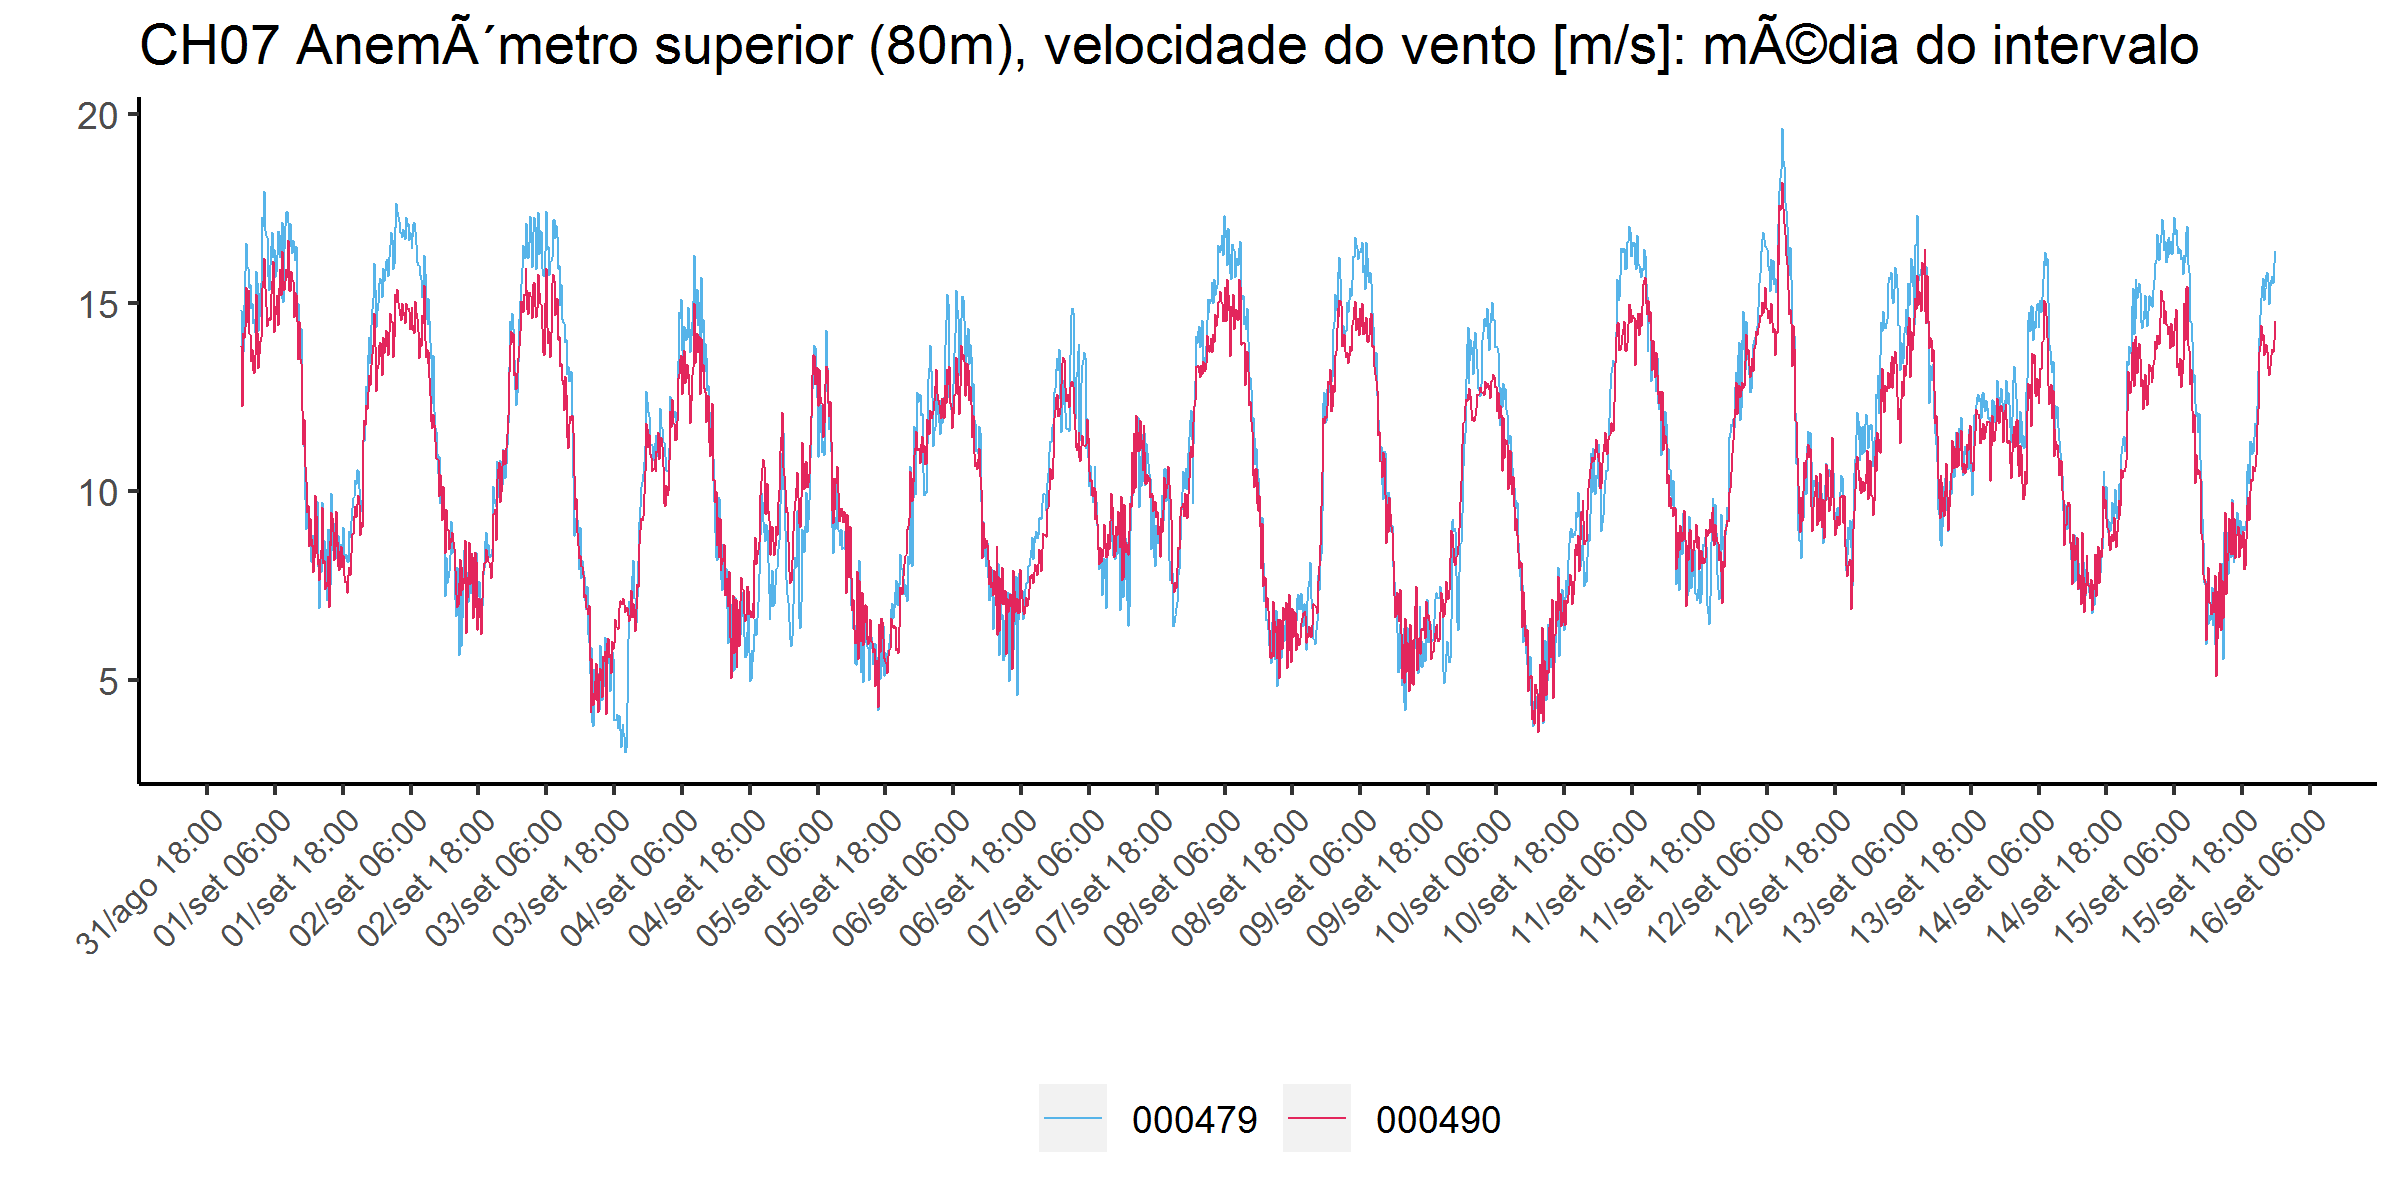 CH07 AnemÃ´metro superior (80m), velocidade do vento [m/s]: mÃ©dia do intervalo
20
15
10
5
31/ago 18:00
01/set 06:00
01/set 18:00
02/set 06:00
02/set 18:00
03/set 06:00
03/set 18:00
04/set 06:00
04/set 18:00
05/set 06:00
05/set 18:00
06/set 06:00
06/set 18:00
07/set 06:00
07/set 18:00
08/set 06:00
08/set 18:00
09/set 06:00
09/set 18:00
10/set 06:00
10/set 18:00
11/set 06:00
11/set 18:00
12/set 06:00
12/set 18:00
13/set 06:00
13/set 18:00
14/set 06:00
14/set 18:00
15/set 06:00
15/set 18:00
16/set 06:00
000479
000490